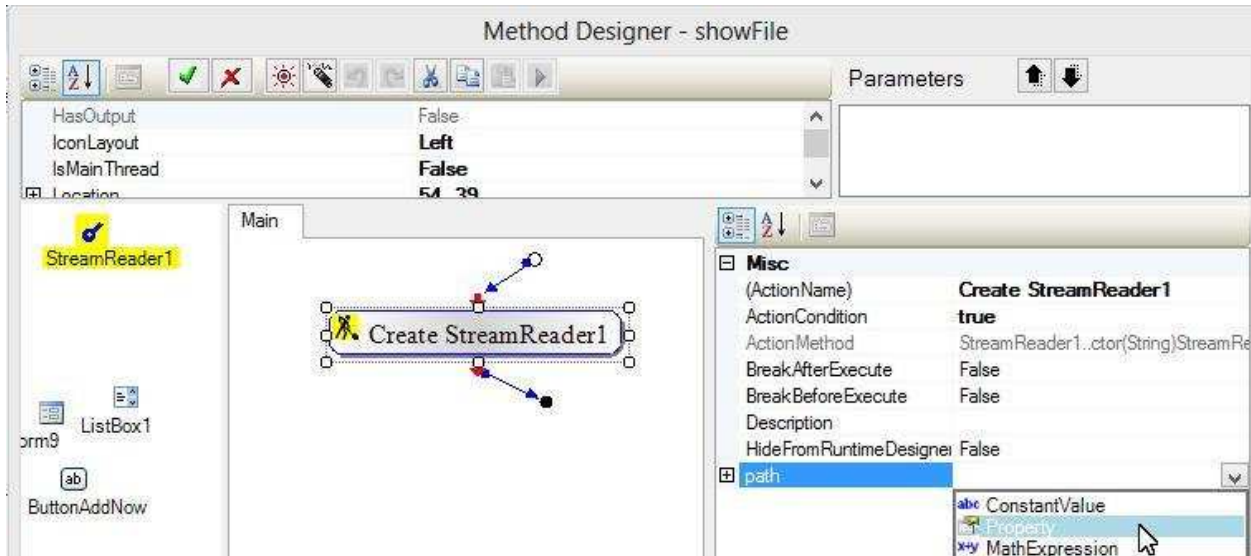 Method Designer - showFile
Parameters
HasOutput False
IconLayout Left
IsMainThread False
Location 54, 39
StreamReader1
Main
Create StreamReader1
ListBox1
orm9
ab
ButtonAddNow
Misc
(ActionName) Create StreamReader1
ActionCondition true
ActionMethod StreamReader1..ctor(String)StreamRe
BreakAfterExecute False
BreakBeforeExecute False
Description
HideFromRuntimeDesigner False
path
abc ConstantValue
Property
x+y MathExpression